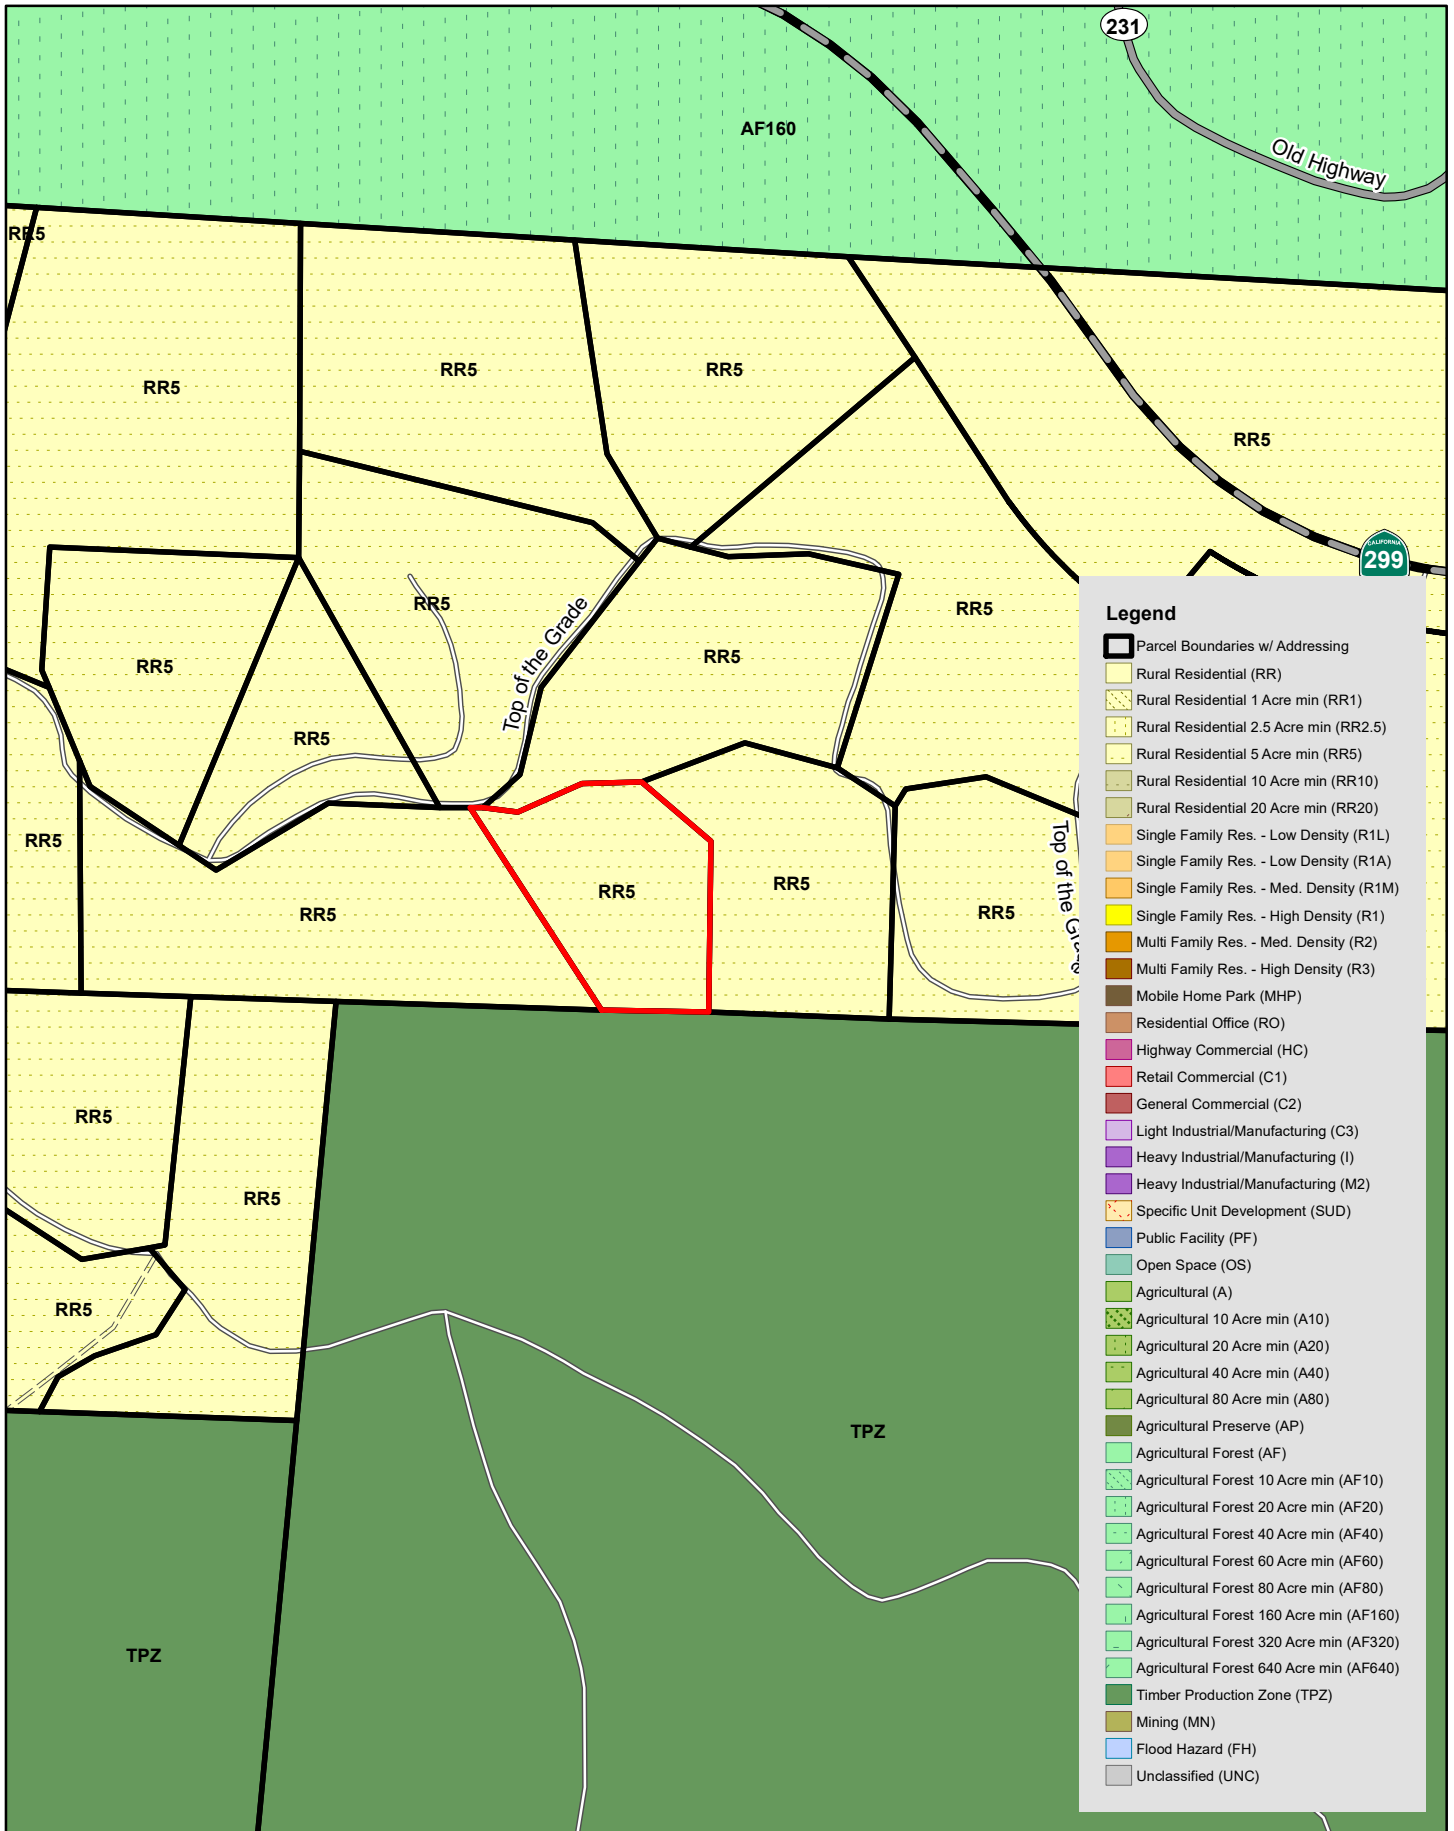 231
AF160
Old Highway
RR5
RR5
RR5
RR5
RR5
CALIFORNIA
299
RR5
RR5
RR5
RR5
RR5
Top of the Grade
RR5
RR5
RR5
RR5
RR5
RR5
Top of the Grade
RR5
RR5
RR5
TPZ
TPZ
Legend
Parcel Boundaries w/ Addressing
Rural Residential (RR)
Rural Residential 1 Acre min (RR1)
Rural Residential 2.5 Acre min (RR2.5)
Rural Residential 5 Acre min (RR5)
Rural Residential 10 Acre min (RR10)
Rural Residential 20 Acre min (RR20)
Single Family Res. - Low Density (R1L)
Single Family Res. - Low Density (R1A)
Single Family Res. - Med. Density (R1M)
Single Family Res. - High Density (R1)
Multi Family Res. - Med. Density (R2)
Multi Family Res. - High Density (R3)
Mobile Home Park (MHP)
Residential Office (RO)
Highway Commercial (HC)
Retail Commercial (C1)
General Commercial (C2)
Light Industrial/Manufacturing (C3)
Heavy Industrial/Manufacturing (I)
Heavy Industrial/Manufacturing (M2)
Specific Unit Development (SUD)
Public Facility (PF)
Open Space (OS)
Agricultural (A)
Agricultural 10 Acre min (A10)
Agricultural 20 Acre min (A20)
Agricultural 40 Acre min (A40)
Agricultural 80 Acre min (A80)
Agricultural Preserve (AP)
Agricultural Forest (AF)
Agricultural Forest 10 Acre min (AF10)
Agricultural Forest 20 Acre min (AF20)
Agricultural Forest 40 Acre min (AF40)
Agricultural Forest 60 Acre min (AF60)
Agricultural Forest 80 Acre min (AF80)
Agricultural Forest 160 Acre min (AF160)
Agricultural Forest 320 Acre min (AF320)
Agricultural Forest 640 Acre min (AF640)
Timber Production Zone (TPZ)
Mining (MN)
Flood Hazard (FH)
Unclassified (UNC)